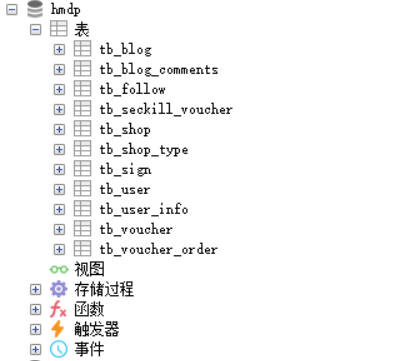 hmdp
表
tb_blog
tb_blog_comments
tb_follow
tb_seckill_voucher
tb_shop
tb_shop_type
tb_sign
tb_user
tb_user_info
tb_voucher
tb_voucher_order
视图
存储过程
函数
触发器
事件